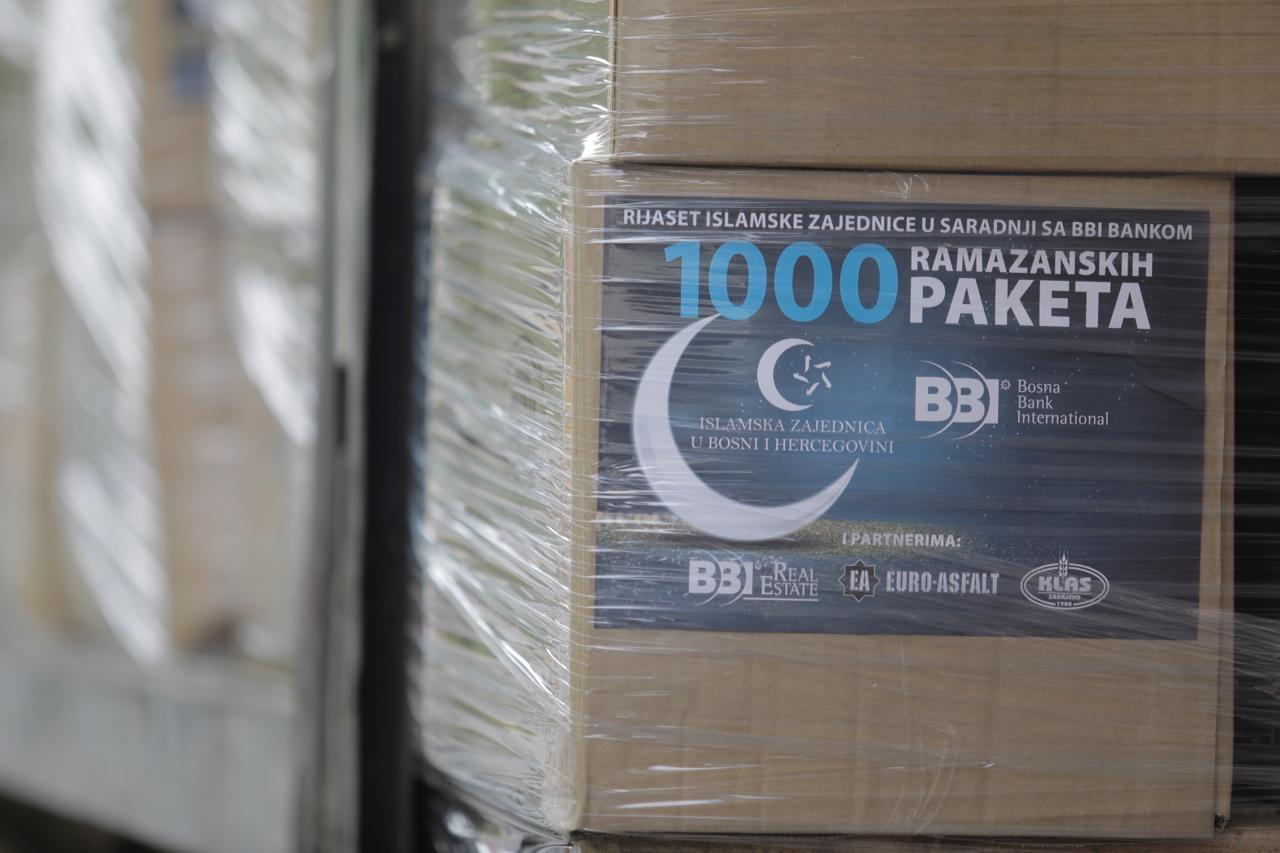 RIJASET ISLAMSKE ZAJEDNICE U SARADNJI SA BBI BANKOM
1000 RAMAZANSKIH
PAKETA
ISLAMSKA ZAJEDNICA
U BOSNI I HERCEGOVINI
BBI Bosna
Bank
International
I PARTNERIMA:
BBI REAL
ESTATE
EA EURO-ASFALT
KLAS
SARAJEVO
1902